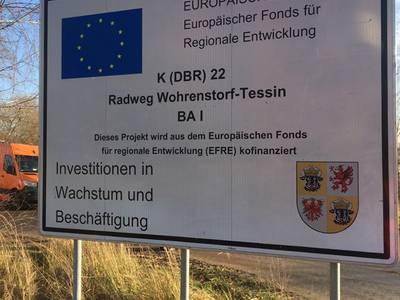 Europäischer Fonds für
Regionale Entwicklung
K (DBR) 22
Radweg Wohrenstorf-Tessin
BA I
Dieses Projekt wird aus dem Europäischen Fonds
für regionale Entwicklung (EFRE) kofinanziert
Investitionen in
Wachstum und
Beschäftigung